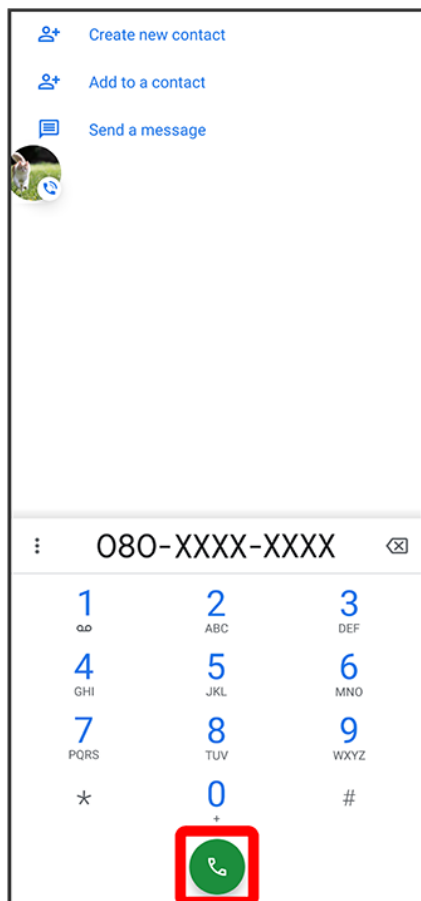 Create new contact
Add to a contact
Send a message
080-XXXX-XXXX
1 2 3
ABC DEF
4 5 6
GHI JKL MNO
7 8 9
PQRS TUV WXYZ
* 0 #
+